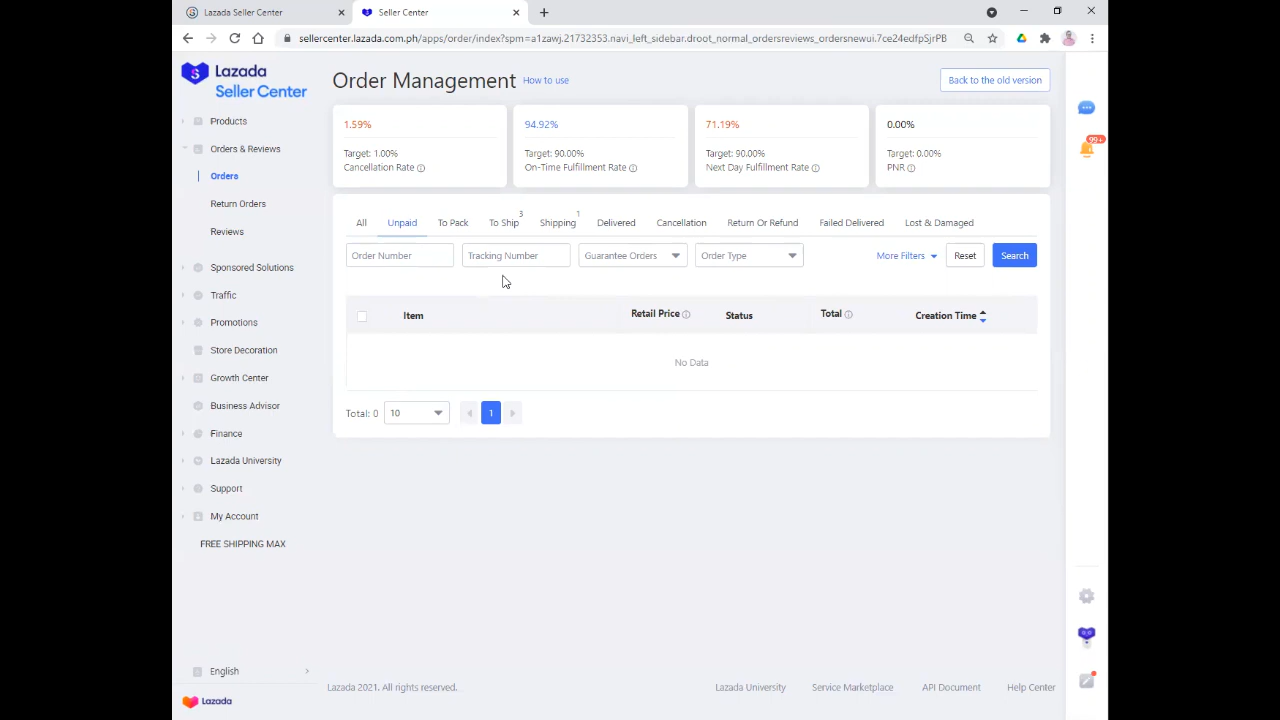 Lazada Seller Center
Seller Center
sellercenter.lazada.com.ph/apps/order/index?spm=a1zawj.21732353.navi_left_sidebar.droot_normal_ordersreviews_ordersnewui.7ce24edfpSjrPB
Lazada
Seller Center
Products
Orders & Reviews
Orders
Return Orders
Reviews
Sponsored Solutions
Traffic
Promotions
Store Decoration
Growth Center
Business Advisor
Finance
Lazada University
Support
My Account
FREE SHIPPING MAX
English
Lazada
Order Management How to use
Back to the old version
1.59%
Target: 1.00%
Cancellation Rate
94.92%
Target: 90.00%
On-Time Fulfillment Rate
71.19%
Target: 90.00%
Next Day Fulfillment Rate
0.00%
Target: 0.00%
PNR
99+
All Unpaid To Pack To Ship 3 Shipping 1 Delivered Cancellation Return Or Refund Failed Delivered Lost & Damaged
Order Number Tracking Number Guarantee Orders Order Type More Filters Reset Search
Item Retail Price Status Total Creation Time
No Data
Total: 0 10 1
Lazada 2021. All rights reserved. Lazada University Service Marketplace API Document Help Center